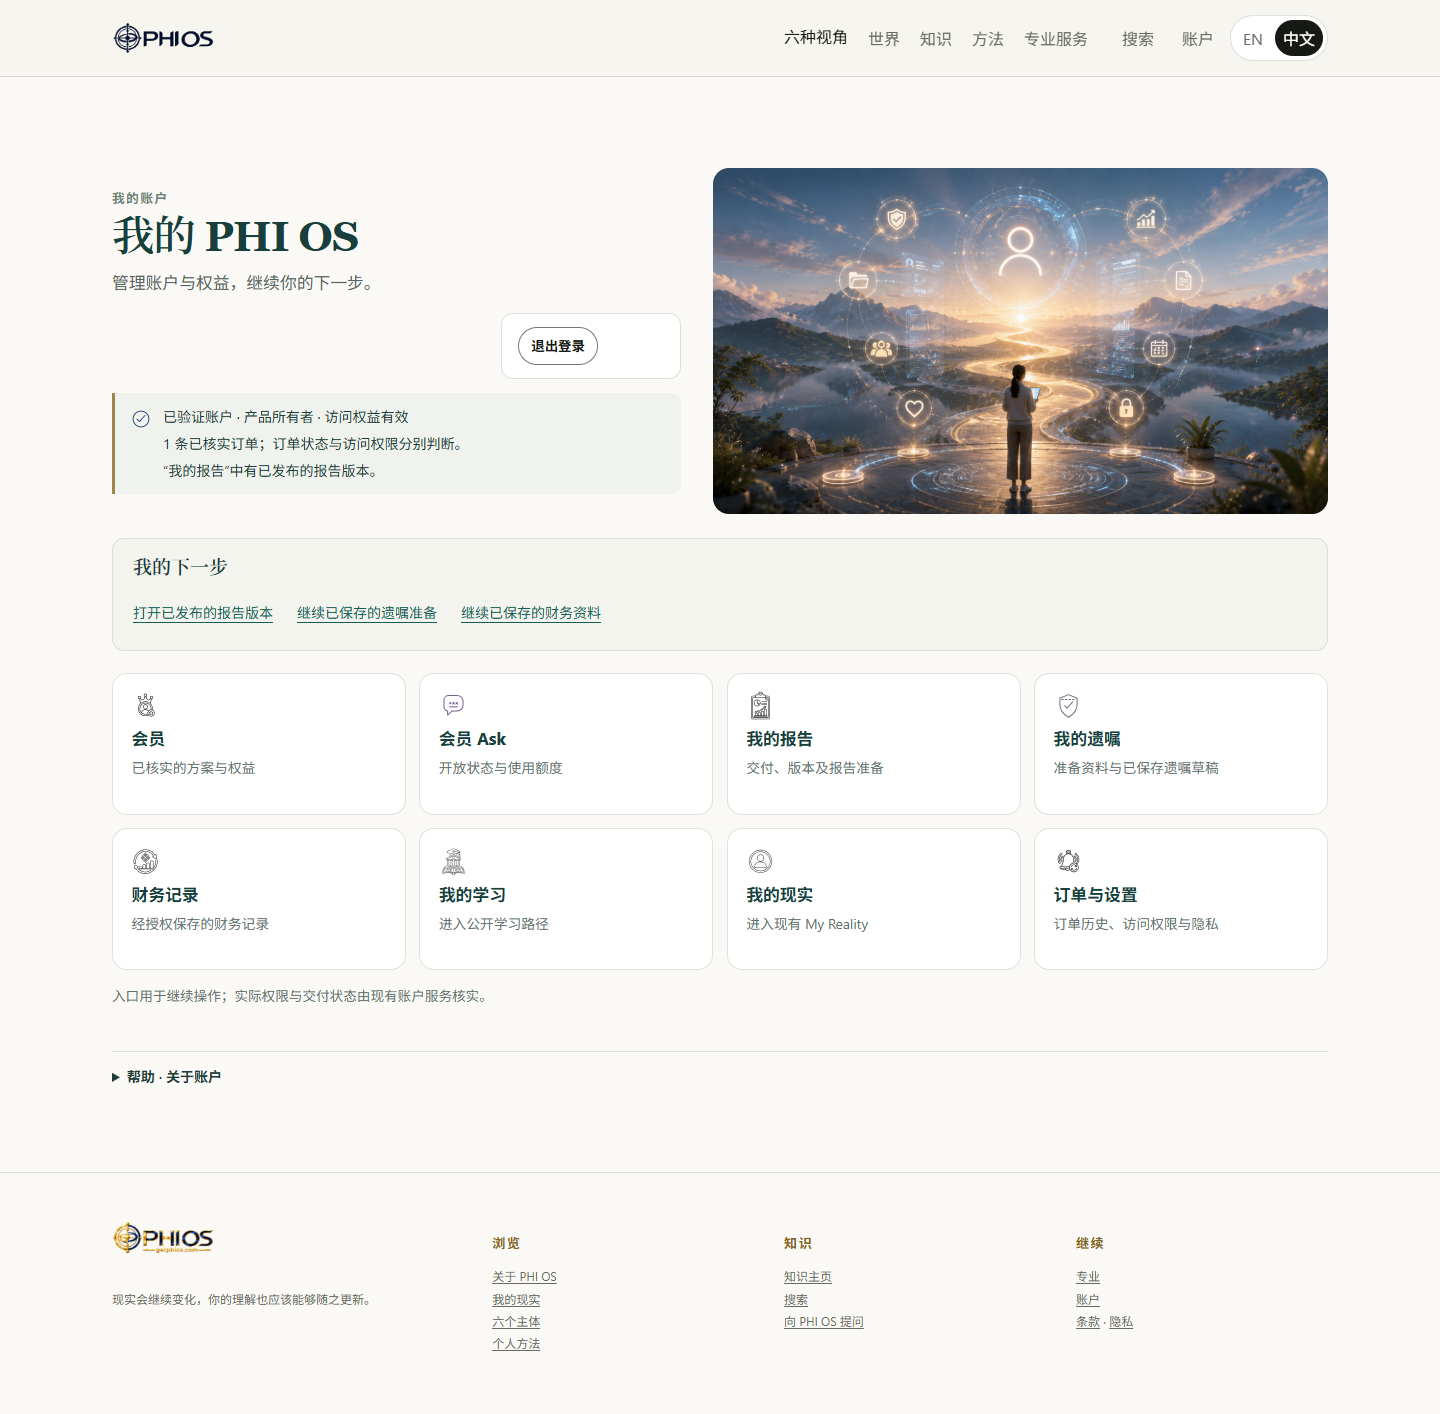 PHI OS
六种视角
世界
知识
方法
专业服务
搜索
账户
EN
中文
我的账户
我的 PHI OS
管理账户与权益，继续你的下一步。
退出登录
已验证账户 · 产品所有者 · 访问权益有效
1 条已核实订单；订单状态与访问权限分别判断。
“我的报告”中有已发布的报告版本。
我的下一步
打开已发布的报告版本
继续已保存的遗嘱准备
继续已保存的财务资料
会员
已核实的方案与权益
会员 Ask
开放状态与使用额度
我的报告
交付、版本及报告准备
我的遗嘱
准备资料与已保存遗嘱草稿
财务记录
经授权保存的财务记录
我的学习
进入公开学习路径
我的现实
进入现有 My Reality
订单与设置
订单历史、访问权限与隐私
入口用于继续操作；实际权限与交付状态由现有账户服务核实。
帮助 · 关于账户
PHI OS
getphios.com
现实会继续变化，你的理解也应该能够随之更新。
浏览
关于 PHI OS
我的现实
六个主体
个人方法
知识
知识主页
搜索
向 PHI OS 提问
继续
专业
账户
条款 · 隐私